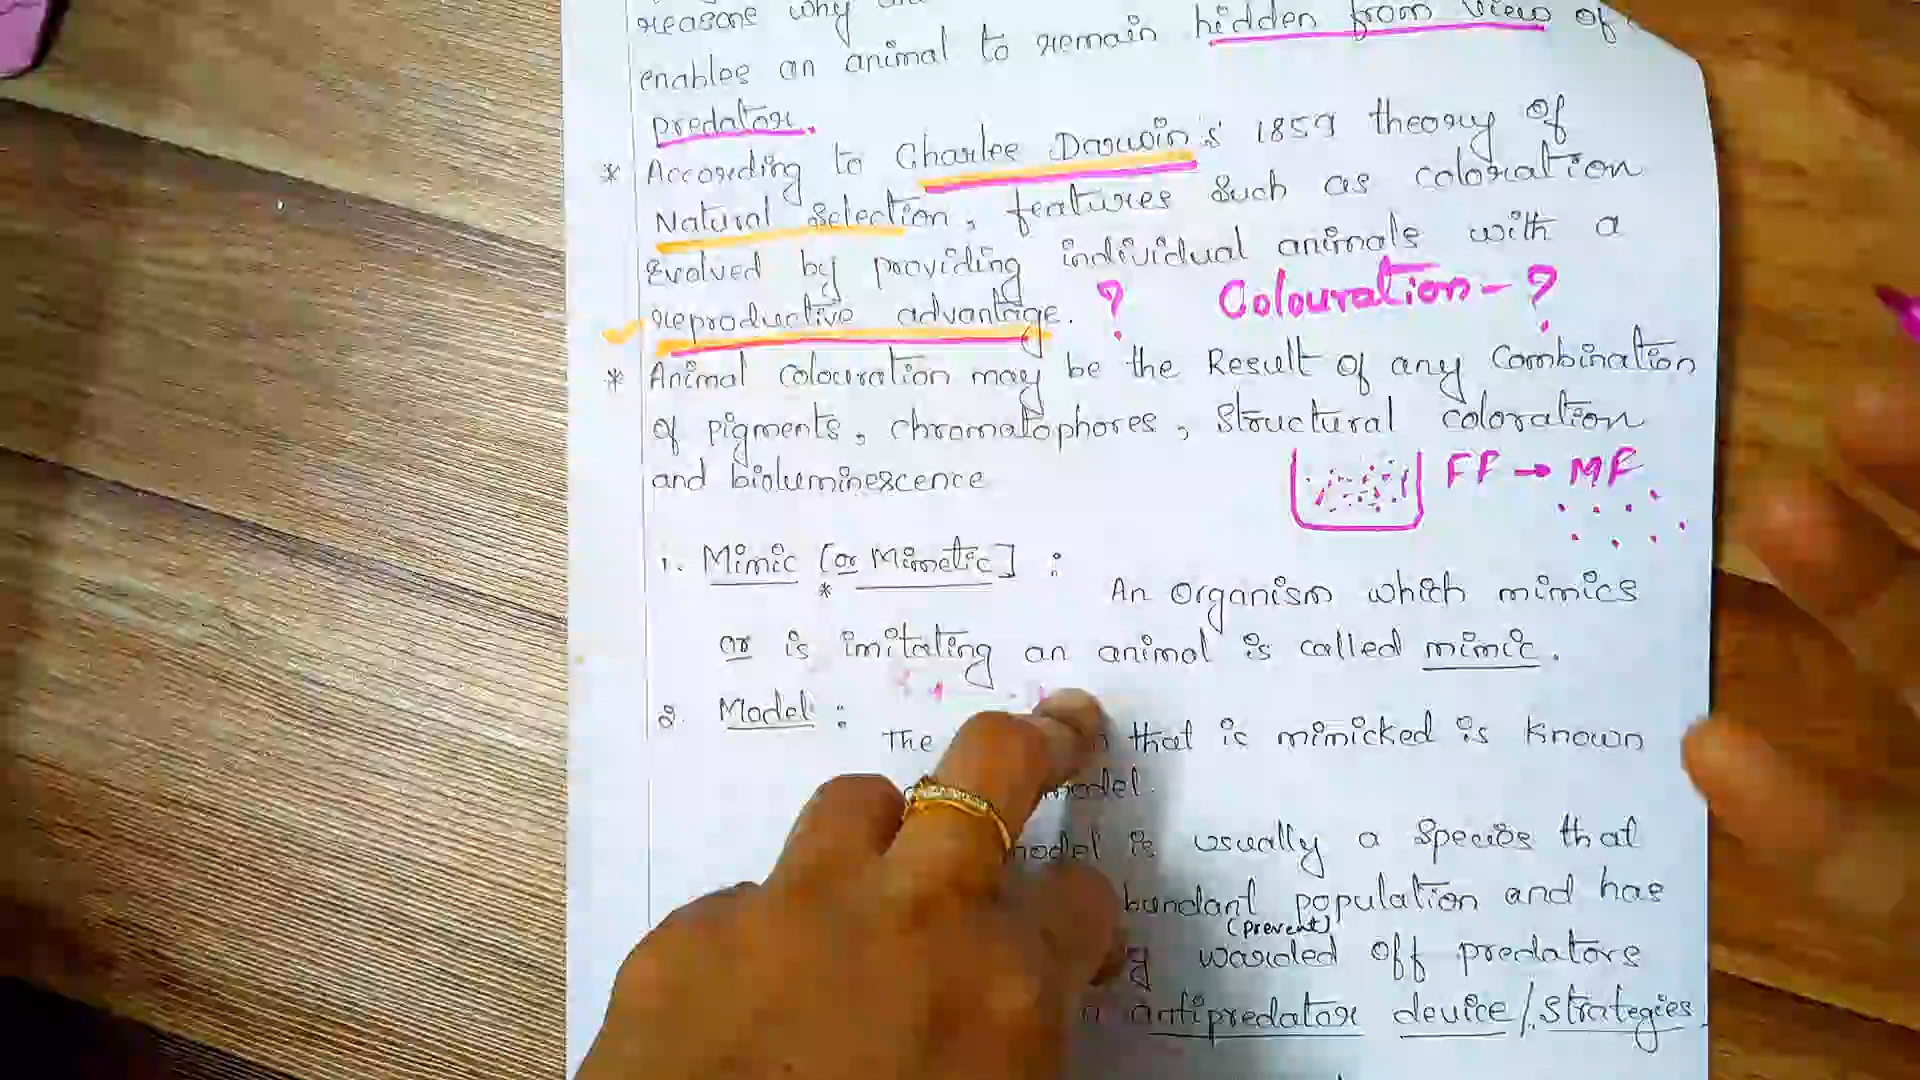 reasons why
enables an animal to remain hidden from view of
predator.
* According to Charles Darwin's 1859 theory of
Natural Selection, features such as coloration
Evolved by providing individual animals with a
reproductive advantage. ? Colouration - ?
* Animal colouration may be the Result of any Combination
of pigments, chromatophores, structural coloration
and bioluminescence
FF → MF
1. Mimic [or Mimetic] :
* An Organism which mimics
or is imitating an animal is called mimic.
2. Model :
The that is mimicked is known
model.
model is usually a species that
population and has
(prevent)
warded off predators
antipredator device / strategies